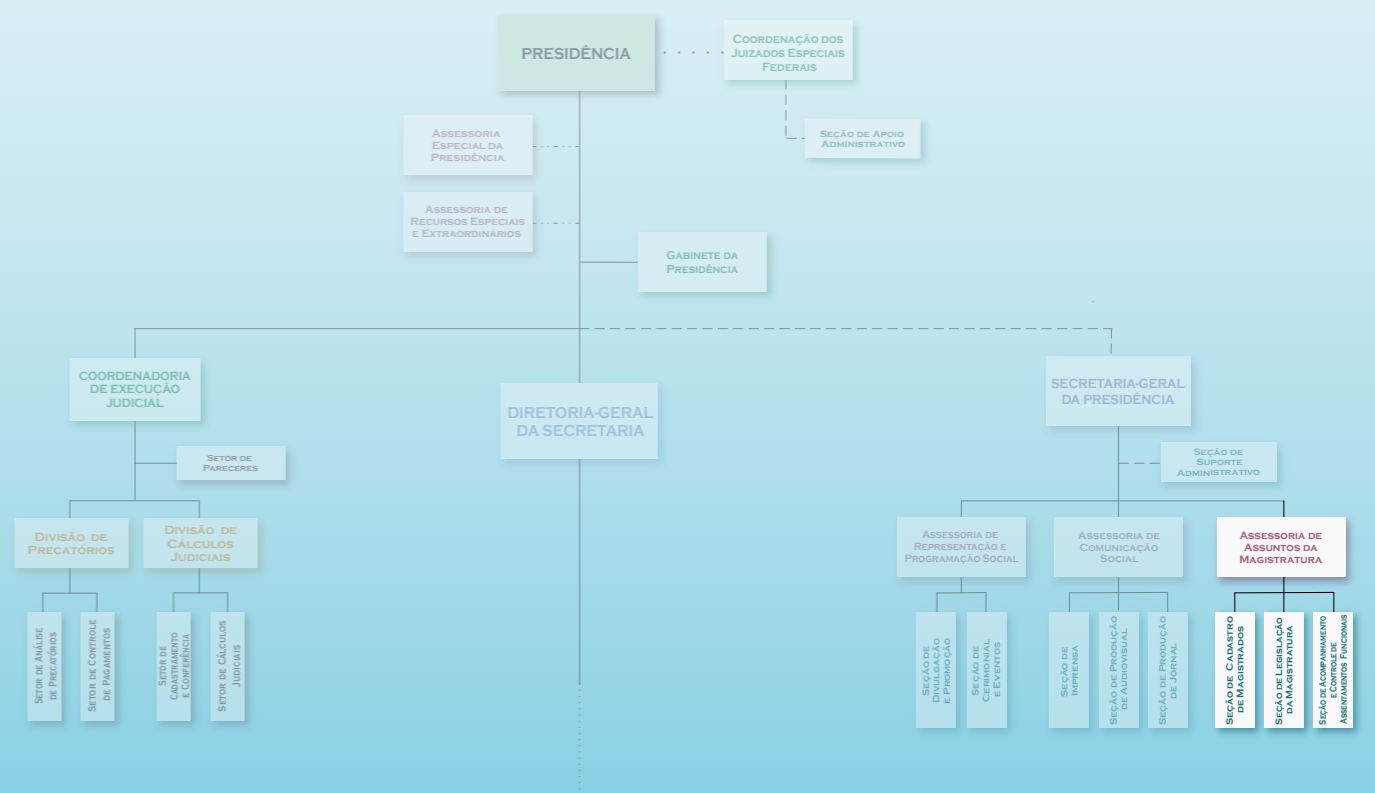 PRESIDÊNCIA
COORDENAÇÃO DOS
JUIZADOS ESPECIAIS
FEDERAIS
SEÇÃO DE APOIO
ADMINISTRATIVO
ASSESSORIA
ESPECIAL DA
PRESIDÊNCIA
ASSESSORIA DE
RECURSOS ESPECIAIS
E EXTRAORDINÁRIOS
GABINETE DA
PRESIDÊNCIA
COORDENADORIA
DE EXECUÇÃO
JUDICIAL
DIRETORIA-GERAL
DA SECRETARIA
SECRETARIA-GERAL
DA PRESIDÊNCIA
SETOR DE
PARECERES
SEÇÃO DE
SUPORTE
ADMINISTRATIVO
DIVISÃO DE
PRECATÓRIOS
DIVISÃO DE
CÁLCULOS
JUDICIAIS
ASSESSORIA DE
REPRESENTAÇÃO E
PROGRAMAÇÃO SOCIAL
ASSESSORIA DE
COMUNICAÇÃO
SOCIAL
ASSESSORIA DE
ASSUNTOS DA
MAGISTRATURA
SETOR DE ANÁLISE
DE PRECATÓRIOS
SETOR DE CONTROLE
DE PAGAMENTOS
SETOR DE
CADASTRAMENTO
E CONFERÊNCIA
SETOR DE CÁLCULOS
JUDICIAIS
SEÇÃO DE
DIVULGAÇÃO
E PROMOÇÃO
SEÇÃO DE
CERIMONIAL
E EVENTOS
SEÇÃO DE
IMPRENSA
SEÇÃO DE PRODUÇÃO
DE AUDIOVISUAL
SEÇÃO DE PRODUÇÃO
DE JORNAL
SEÇÃO DE CADASTRO
DE MAGISTRADOS
SEÇÃO DE LEGISLAÇÃO
DA MAGISTRATURA
SEÇÃO DE ACOMPANHAMENTO
E CONTROLE DE
ASSENTAMENTOS FUNCIONAIS